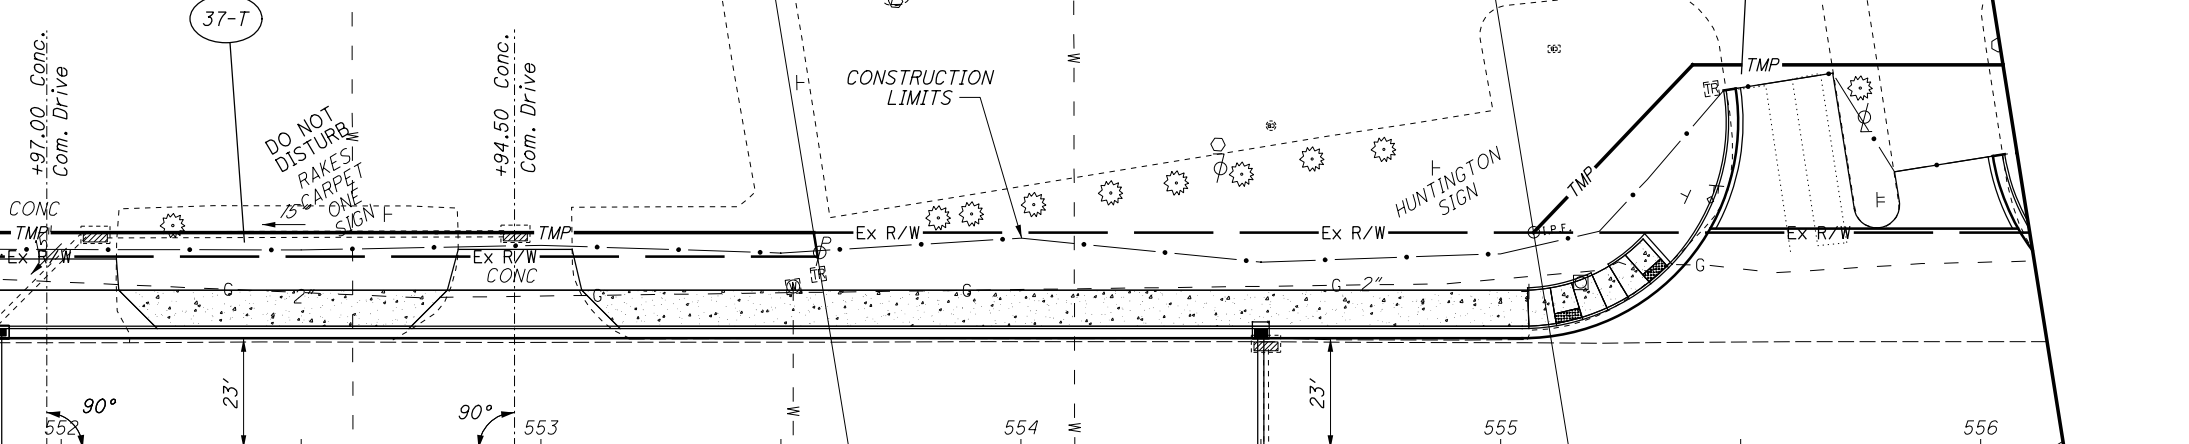 37-T
+97.00 Conc.
Com. Drive
DO NOT
DISTURB
RAKES/
CARPET
ONE
SIGN
15"
+94.50 Conc.
Com. Drive
CONSTRUCTION
LIMITS
HUNTINGTON
SIGN
TMP
TMP
TR
CONC
TMP
TMP
Ex R/W
Ex R/W
I.P.F.
Ex R/W
Ex R/W
Ex R/W
CONC
P
TR
W
W
W
W
W
G
2"
G
G
G
2"
G
23'
23'
90°
90°
552
553
554
555
556